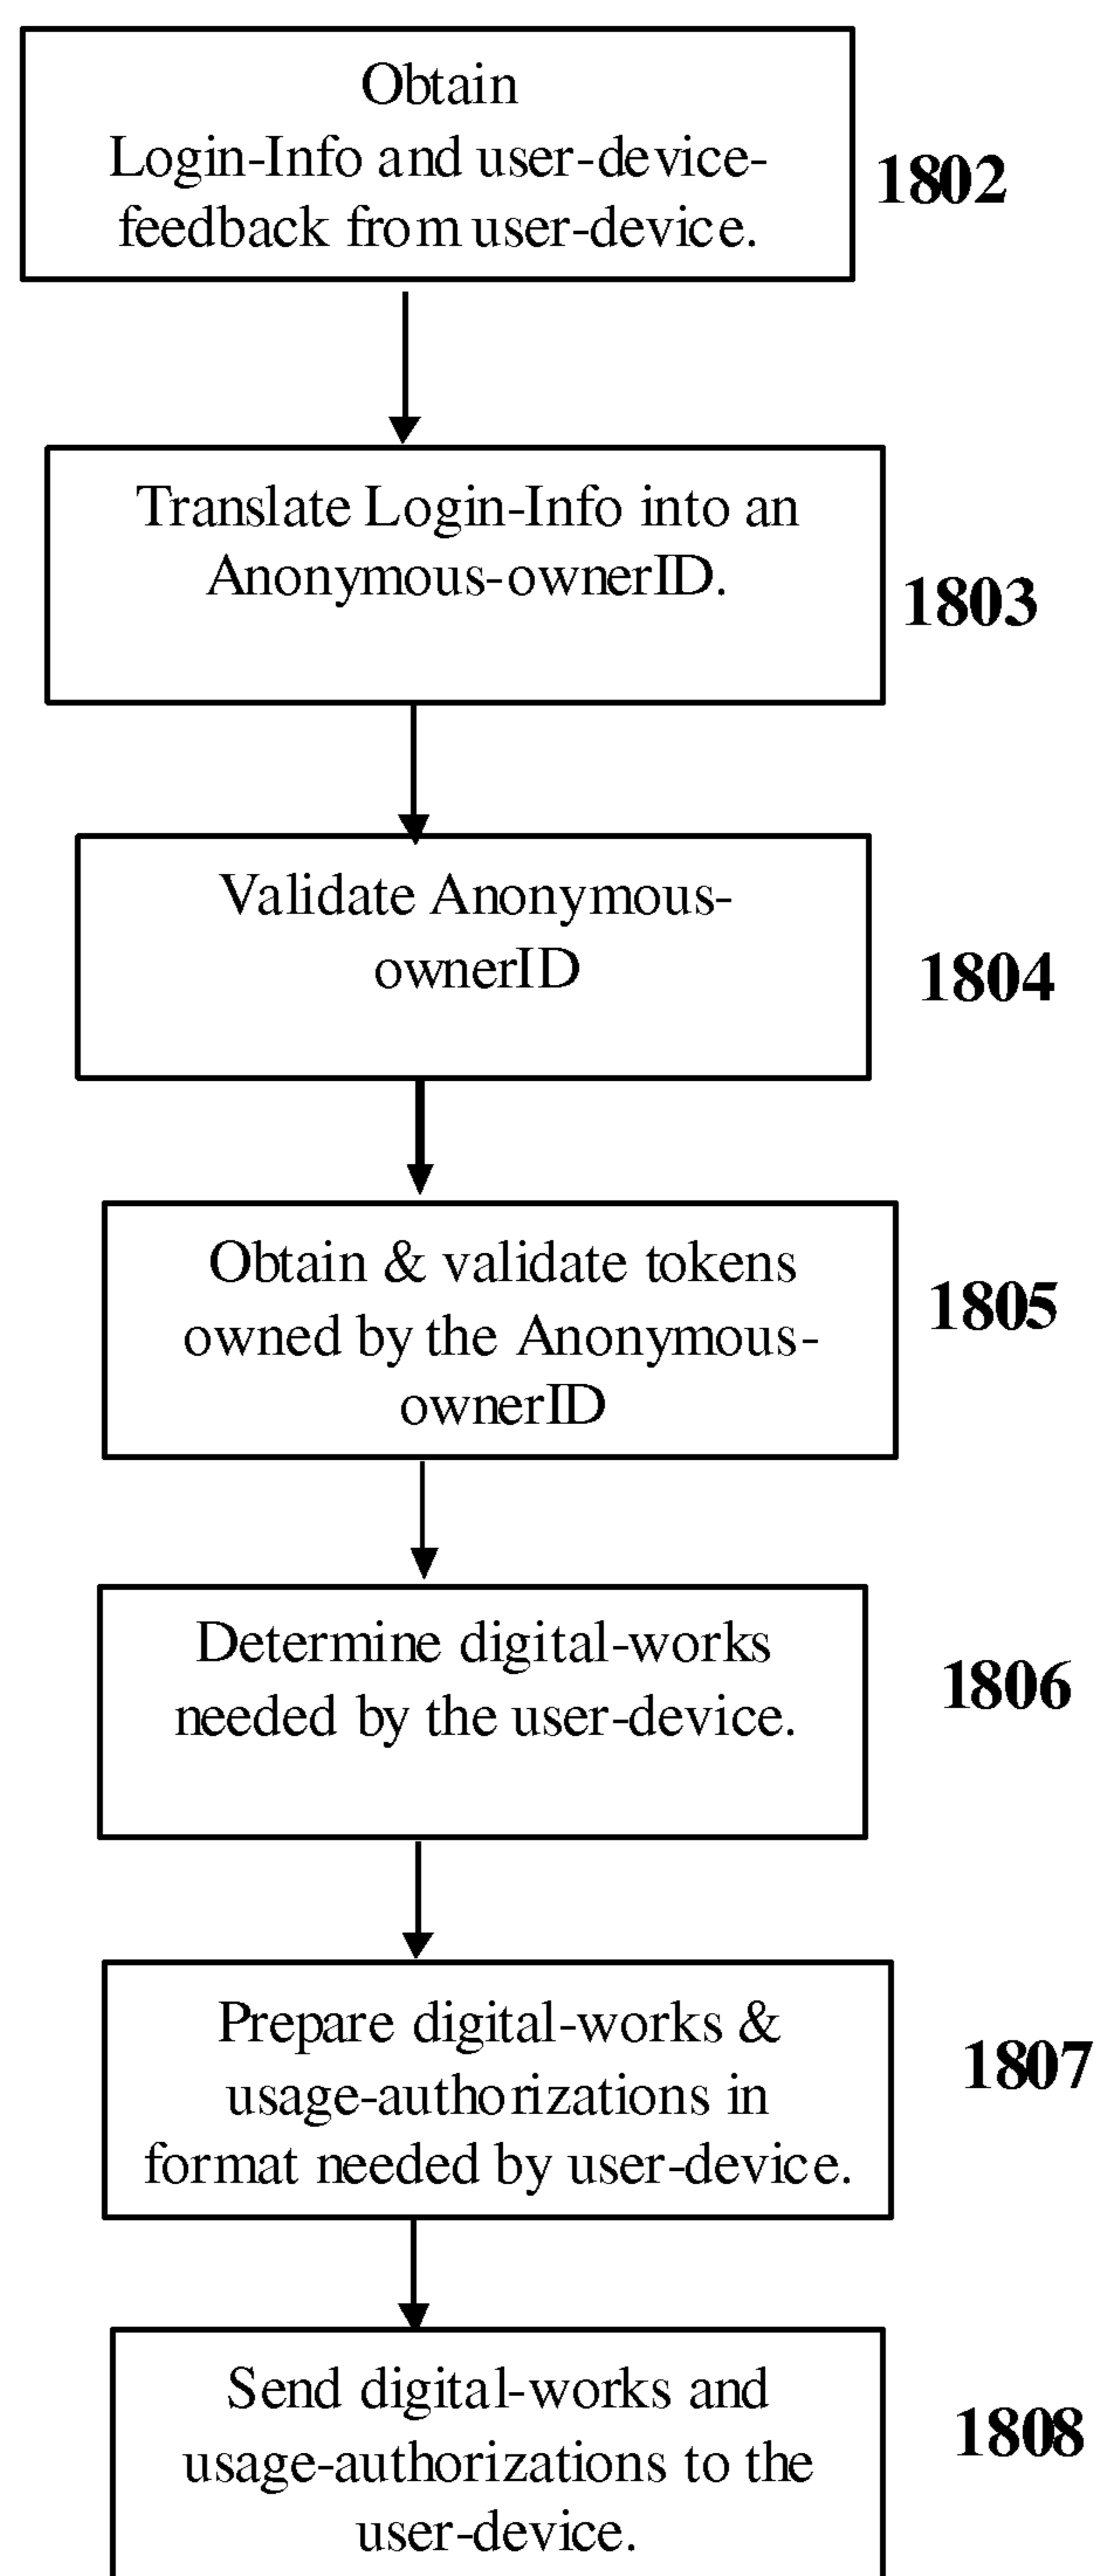 Obtain
Login-Info and user-device-
feedback from user-device.
1802
Translate Login-Info into an
Anonymous-ownerID.
1803
Validate Anonymous-
ownerID
1804
Obtain & validate tokens
owned by the Anonymous-
ownerID
1805
Determine digital-works
needed by the user-device.
1806
Prepare digital-works &
usage-authorizations in
format needed by user-device.
1807
Send digital-works and
usage-authorizations to the
user-device.
1808